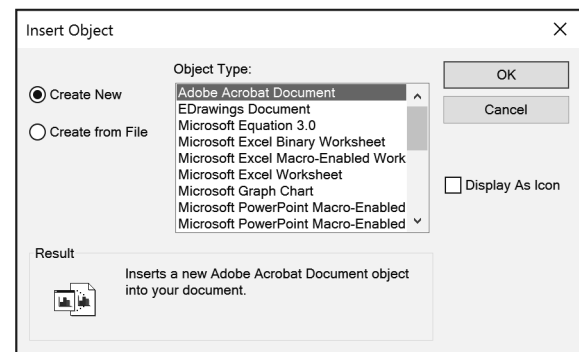 Insert Object
Create New
Create from File
Object Type:
Adobe Acrobat Document
EDrawings Document
Microsoft Equation 3.0
Microsoft Excel Binary Worksheet
Microsoft Excel Macro-Enabled Work
Microsoft Excel Worksheet
Microsoft Graph Chart
Microsoft PowerPoint Macro-Enabled
Microsoft PowerPoint Macro-Enabled
OK
Cancel
Display As Icon
Result
Inserts a new Adobe Acrobat Document object
into your document.